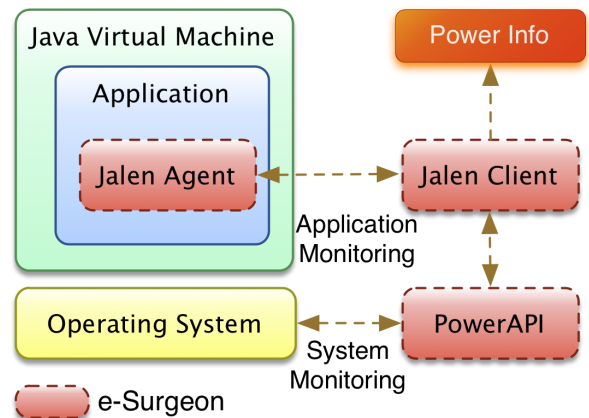 Java Virtual Machine
Power Info
Application
Jalen Agent
Jalen Client
Application
Monitoring
Operating System
PowerAPI
System
Monitoring
e-Surgeon